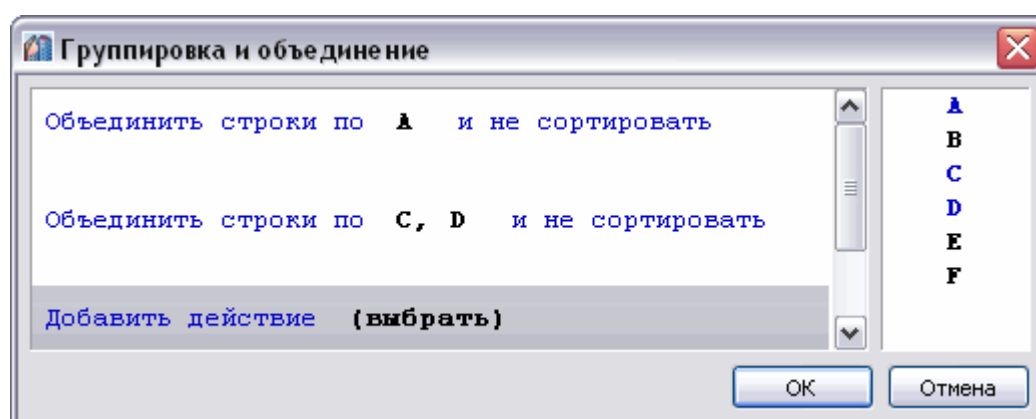 Группировка и объединение
Объединить строки по A и не сортировать
Объединить строки по C, D и не сортировать
Добавить действие (выбрать)
A
B
C
D
E
F
OK
Отмена